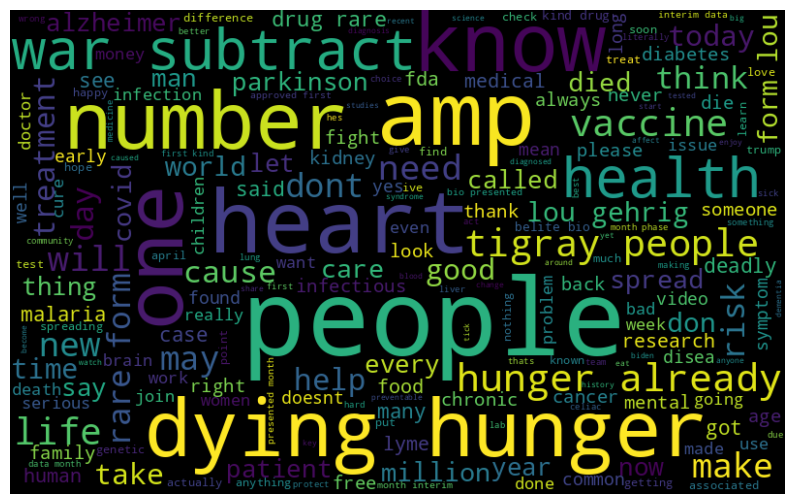 alzheimer
difference
drug rare
check
kind drug
interim data
big
wrong
better
recent
science
war subtract
know
today
money
diagnosis
man
parkinson
fda
medical
long
soon
diabetes
treat
love
form lou
see
infection
happy
choice
literally
approved first
studies
died
think
always
never
die
tested
start
learn
enjoy
number
amp
vaccine
doctor
medicine
hes
fight
mean
please
issue
trump
treatment
early
hope
caused
first kind
world
let
kidney
give
find
diagnosed
affect
need
dont
health
well
cure
day
covid
children
said
yes
ive
syndrome
called
bio presented
best
sick
one
heart
lou gehrig
someone
thank
even
belite bio
month phase
yet
something
community
will
april
lung
look
tigray
people
cause
care
good
want
much
making
around
deadly
test
thing
rare form
infectious
back
spread
don
risk
symptom
malaria
found
really
first
share
liver
blood
change
nothing
problem
video
bad
week
disea
dementia
new
spreading
case
people
tick
thats
known
team
research
anyone
become
watch
brain
point
may
time
work
every
eat
biden
death
say
serious
join
right
women
presented month
help
food
doesnt
hard
preventable
history
hunger already
chronic
cancer
celiac
mental
going
life
dying hunger
many
put
got
age
genetic
family
lyme
lab
made
use
due
data month
human
take
actually
patient
anything
protect
key
million
free
month interim
year
done
common
now
getting
make
associated